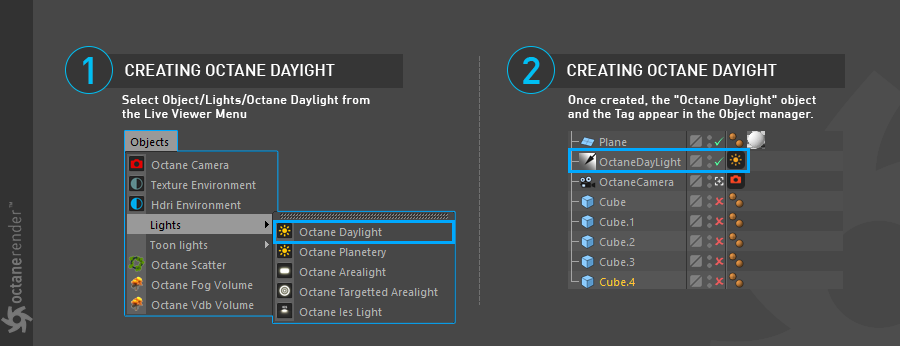 1 CREATING OCTANE DAYIGHT
Select Object/Lights/Octane Daylight from
the Live Viewer Menu
Objects
Octane Camera
Texture Environment
Hdri Environment
Lights
Toon lights
Octane Scatter
Octane Fog Volume
Octane Vdb Volume
Octane Daylight
Octane Planetery
Octane Arealight
Octane Targetted Arealight
Octane Ies Light
2 CREATING OCTANE DAYIGHT
Once created, the "Octane Daylight" object
and the Tag appear in the Object manager.
Plane
OctaneDayLight
OctaneCamera
Cube
Cube.1
Cube.2
Cube.3
Cube.4
octanerender™